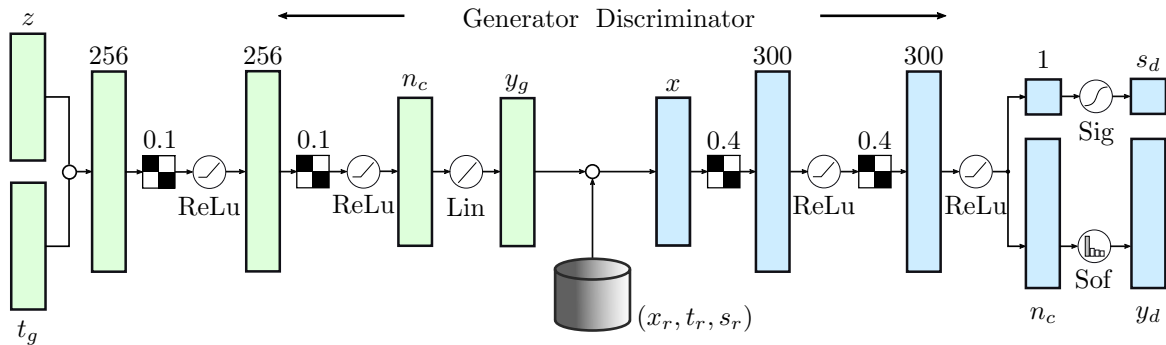 Generator Discriminator
z
256
256
n_c
y_g
x
300
300
1
s_d
0.1
0.1
0.4
0.4
Sig
ReLu
ReLu
Lin
ReLu
ReLu
Sof
t_g
(x_r, t_r, s_r)
n_c
y_d